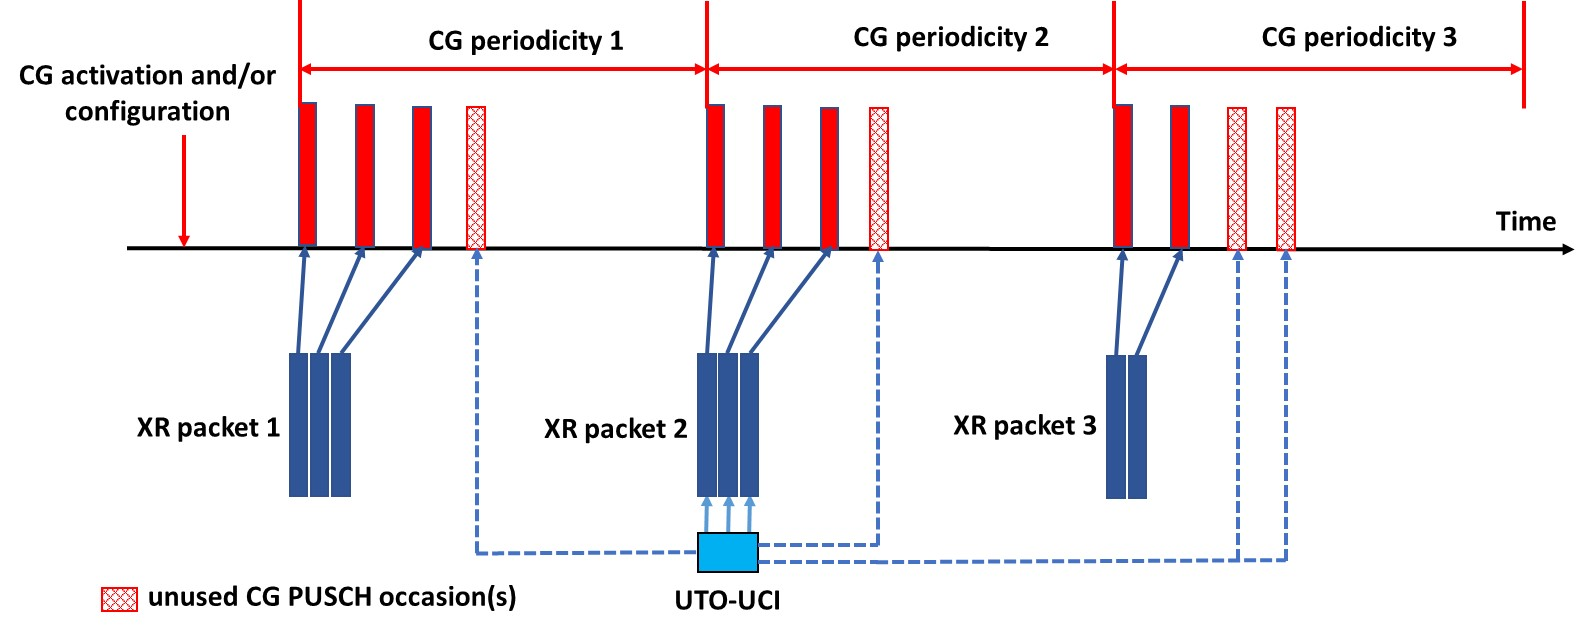 CG periodicity 1
CG periodicity 2
CG periodicity 3
CG activation and/or
configuration
Time
XR packet 1
XR packet 2
XR packet 3
unused CG PUSCH occasion(s)
UTO-UCI